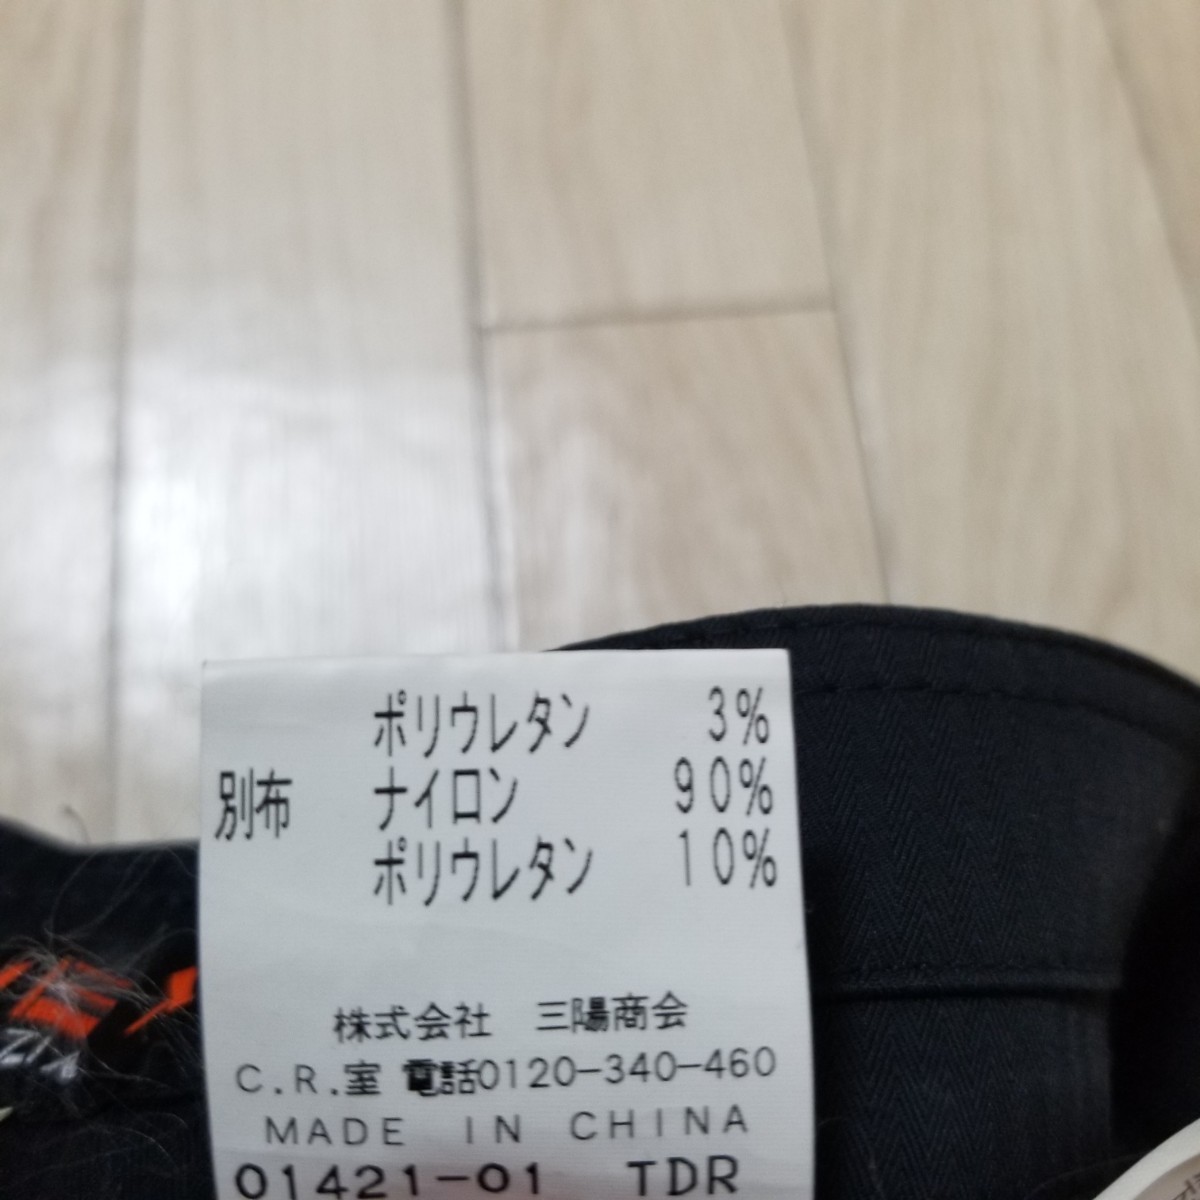 ポリウレタン 3%
別布 ナイロン 90%
ポリウレタン 10%
株式会社 三陽商会
C.R.室 電話0120-340-460
MADE IN CHINA
01421-01 TDR